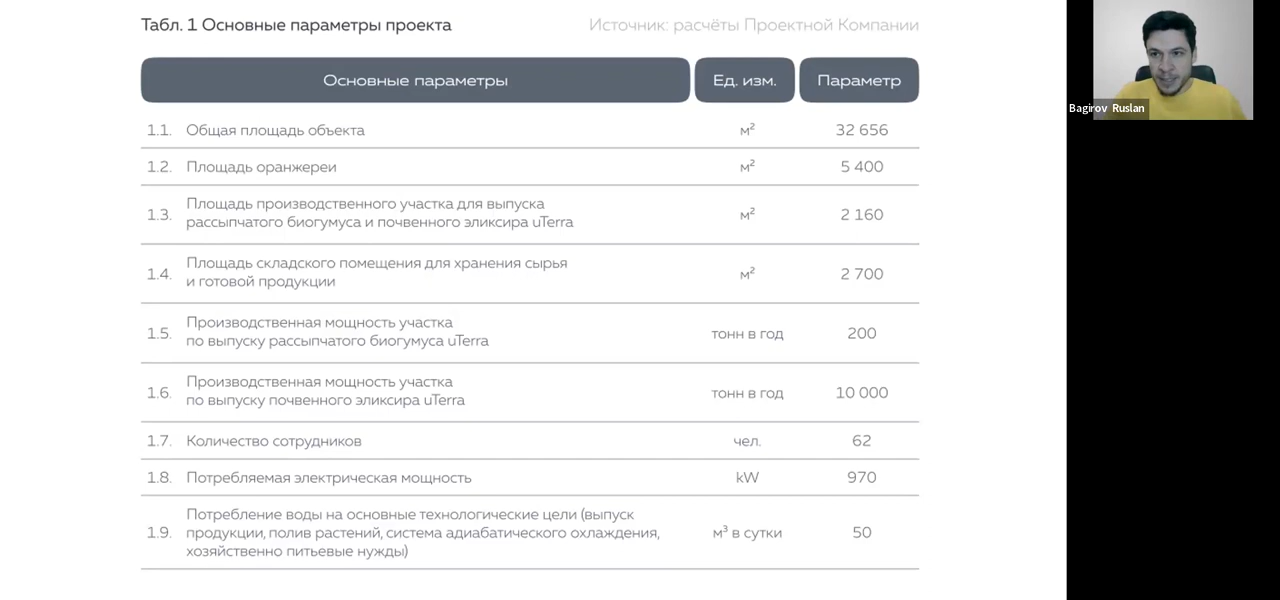 Табл. 1 Основные параметры проекта
Источник: расчёты Проектной Компании
Основные параметры
Ед. изм.
Параметр
1.1. Общая площадь объекта м² 32 656
1.2. Площадь оранжереи м² 5 400
1.3. Площадь производственного участка для выпуска
рассыпчатого биогумуса и почвенного эликсира uTerra м² 2 160
1.4. Площадь складского помещения для хранения сырья
и готовой продукции м² 2 700
1.5. Производственная мощность участка
по выпуску рассыпчатого биогумуса uTerra тонн в год 200
1.6. Производственная мощность участка
по выпуску почвенного эликсира uTerra тонн в год 10 000
1.7. Количество сотрудников чел. 62
1.8. Потребляемая электрическая мощность kW 970
1.9. Потребление воды на основные технологические цели (выпуск
продукции, полив растений, система адиабатического охлаждения,
хозяйственно питьевые нужды) м³ в сутки 50
Bagirov Ruslan